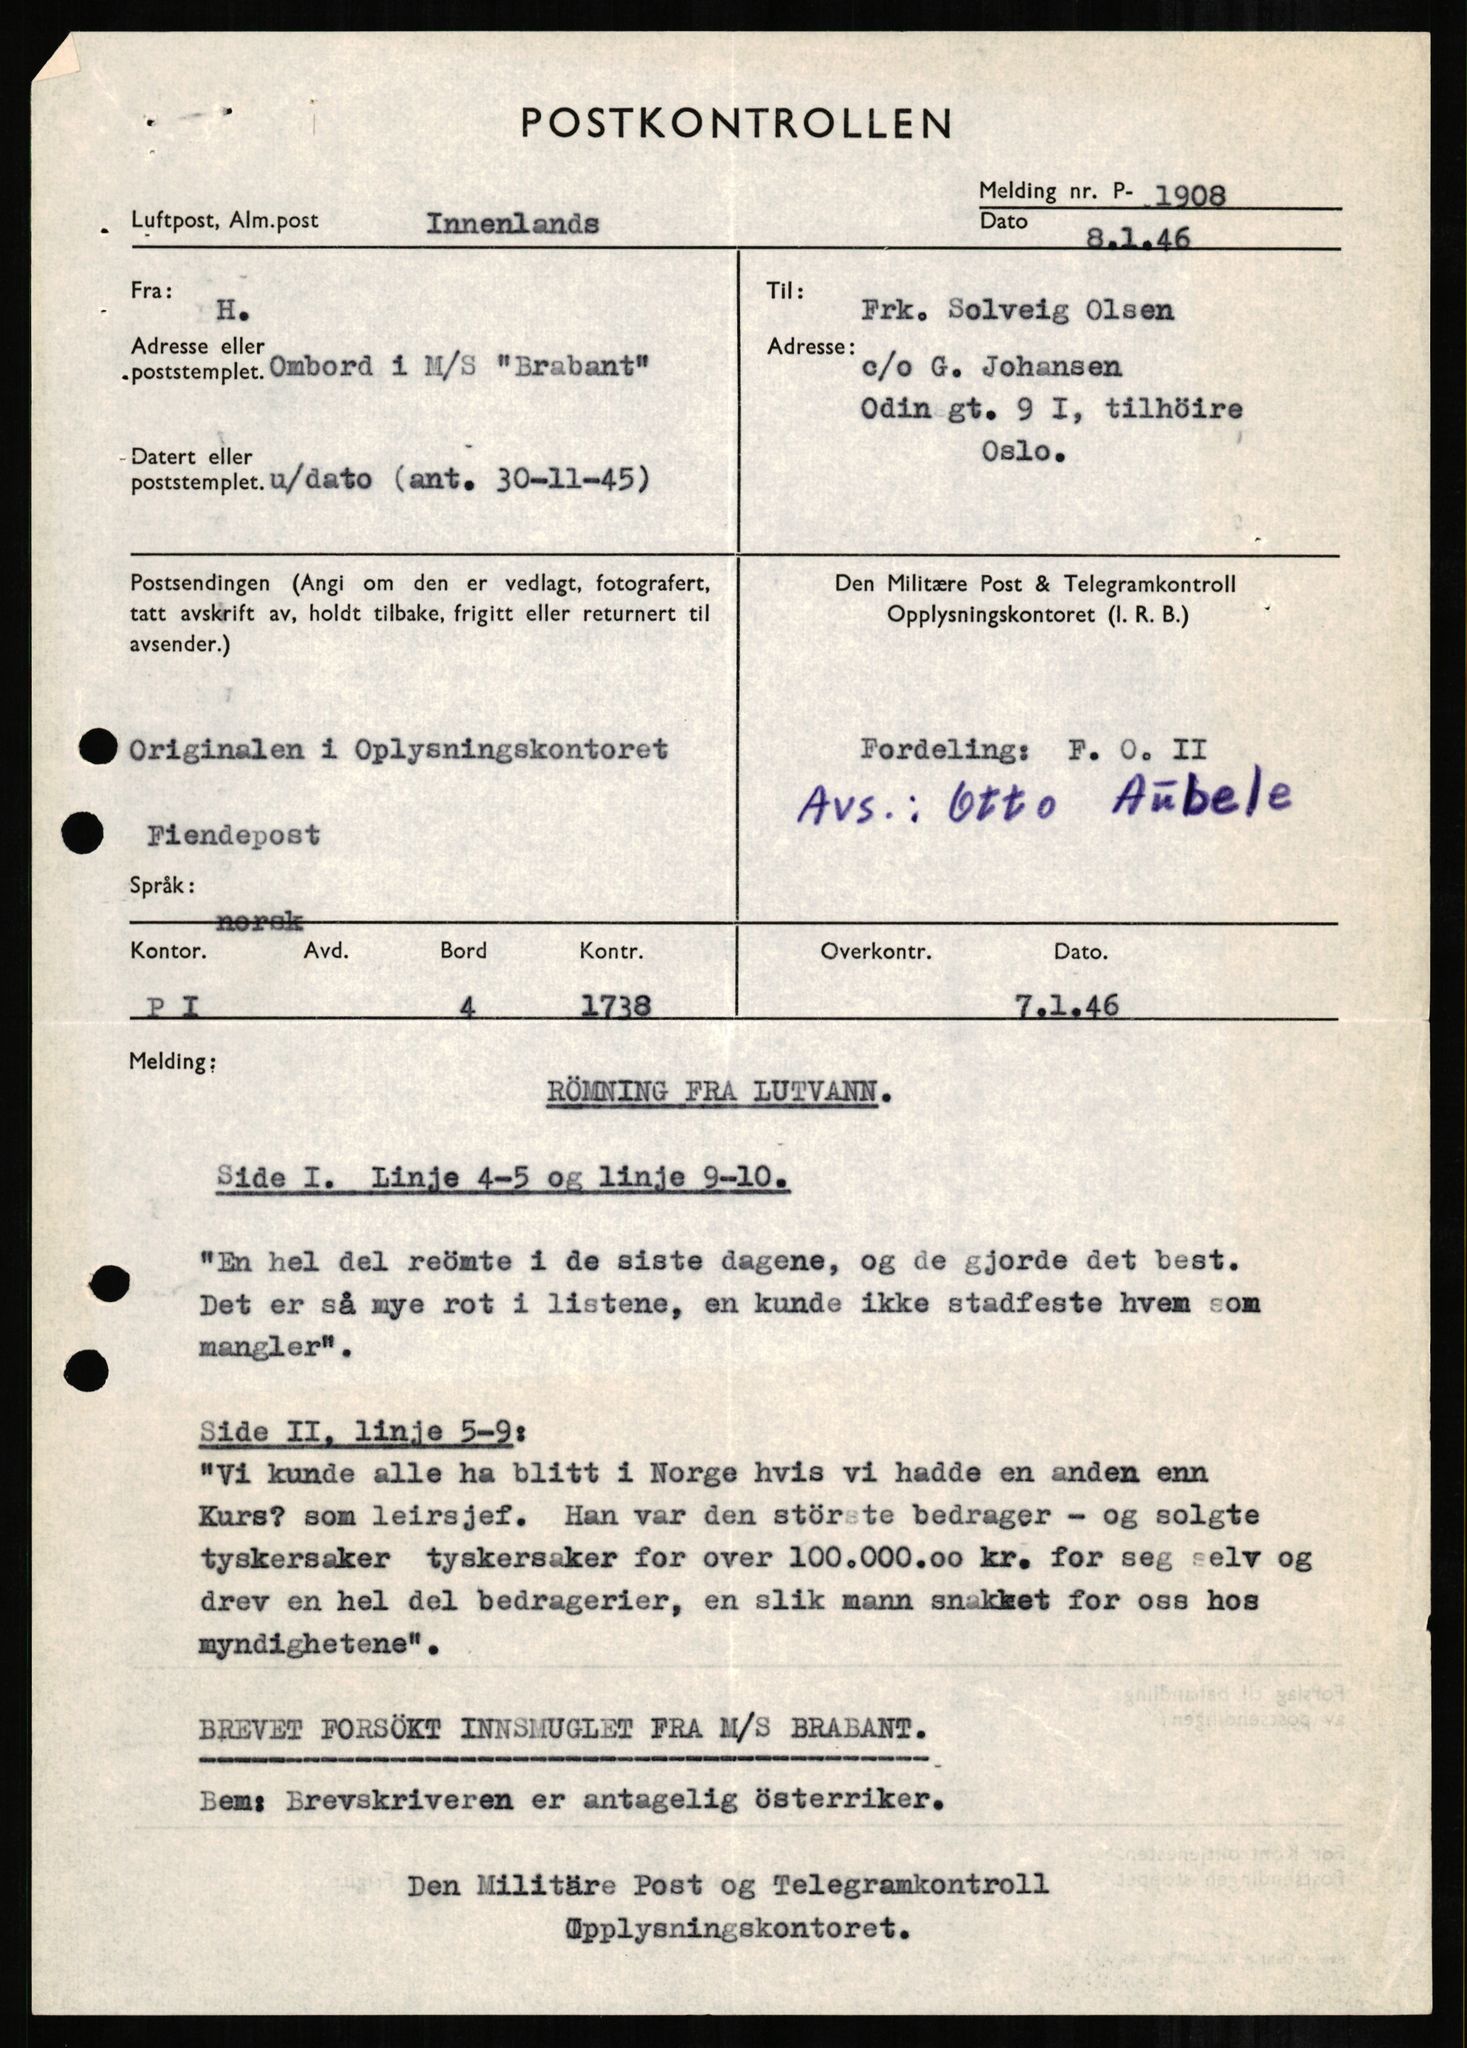 POSTKONTROLLEN
Melding nr. P- 1908
Luftpost, Alm.post Innenlands
Dato 8.1.46
Fra: H.
Adresse eller
poststemplet. Ombord i M/S "Brabant"
Datert eller
poststemplet. u/dato (ant. 30-11-45)
Til: Frk. Solveig Olsen
Adresse: c/o G. Johansen
Odin gt. 9 I, tilhöire
Oslo.
Postsendingen (Angi om den er vedlagt, fotografert,
tatt avskrift av, holdt tilbake, frigitt eller returnert til
avsender.)
Originalen i Oplysningskontoret
Fiendepost
Språk:
norsk
Den Militære Post & Telegramkontroll
Opplysningskontoret (I. R. B.)
Fordeling: F. O. II
Avs.: Otto Aübele
Kontor. Avd. Bord Kontr. Overkontr. Dato.
P I 4 1738 7.1.46
Melding:
RÖMNING FRA LUTVANN.
Side I. Linje 4-5 og linje 9-10.
"En hel del reömte i de siste dagene, og de gjorde det best.
Det er så mye rot i listene, en kunde ikke stadfeste hvem som
mangler".
Side II, linje 5-9:
"Vi kunde alle ha blitt i Norge hvis vi hadde en anden enn
Kurs? som leirsjef. Han var den störste bedrager - og solgte
tyskersaker tyskersaker for over 100.000.oo kr. for seg selv og
drev en hel del bedragerier, en slik mann snakket for oss hos
myndighetene".
BREVET FORSÖKT INNSMUGLET FRA M/S BRABANT.
Bem: Brevskriveren er antagelig österriker.
Den Militäre Post og Telegramkontroll
Opplysningskontoret.